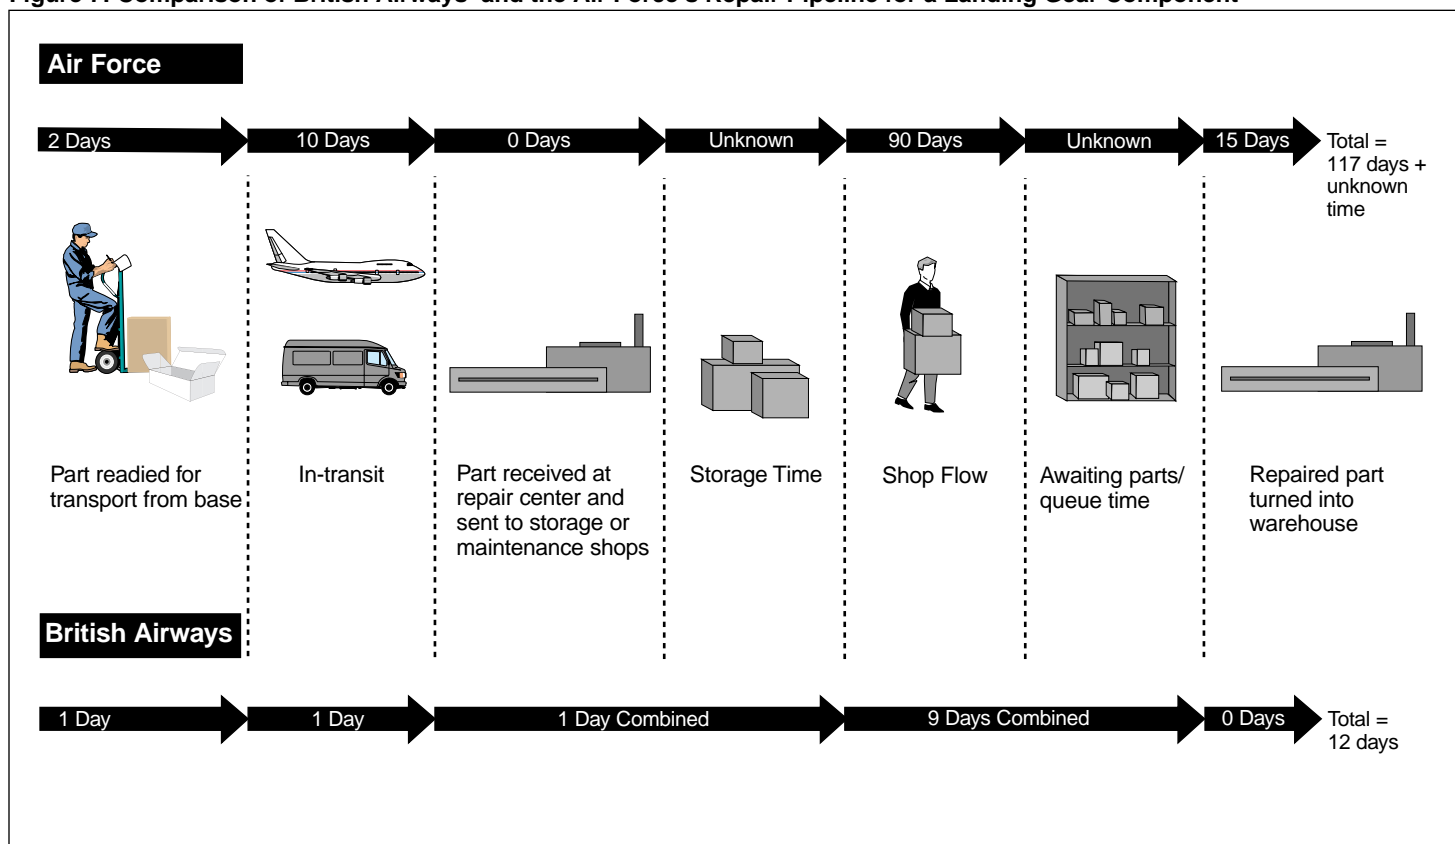 Air Force
2 Days
10 Days
0 Days
Unknown
90 Days
Unknown
15 Days
Total =
117 days +
unknown
time
Part readied for
transport from base
In-transit
Part received at
repair center and
sent to storage or
maintenance shops
Storage Time
Shop Flow
Awaiting parts/
queue time
Repaired part
turned into
warehouse
British Airways
1 Day
1 Day
1 Day Combined
9 Days Combined
0 Days
Total =
12 days